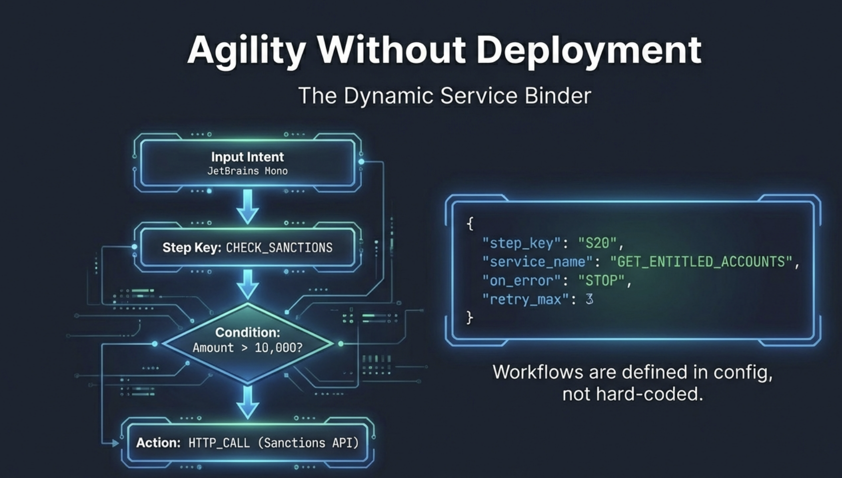 Agility Without Deployment
The Dynamic Service Binder
Input Intent
JetBrains Mono
Step Key: CHECK_SANCTIONS
Condition:
Amount > 10,000?
Action: HTTP_CALL (Sanctions API)
{
"step_key": "S20",
"service_name": "GET_ENTITLED_ACCOUNTS",
"on_error": "STOP",
"retry_max": 3
}
Workflows are defined in config,
not hard-coded.